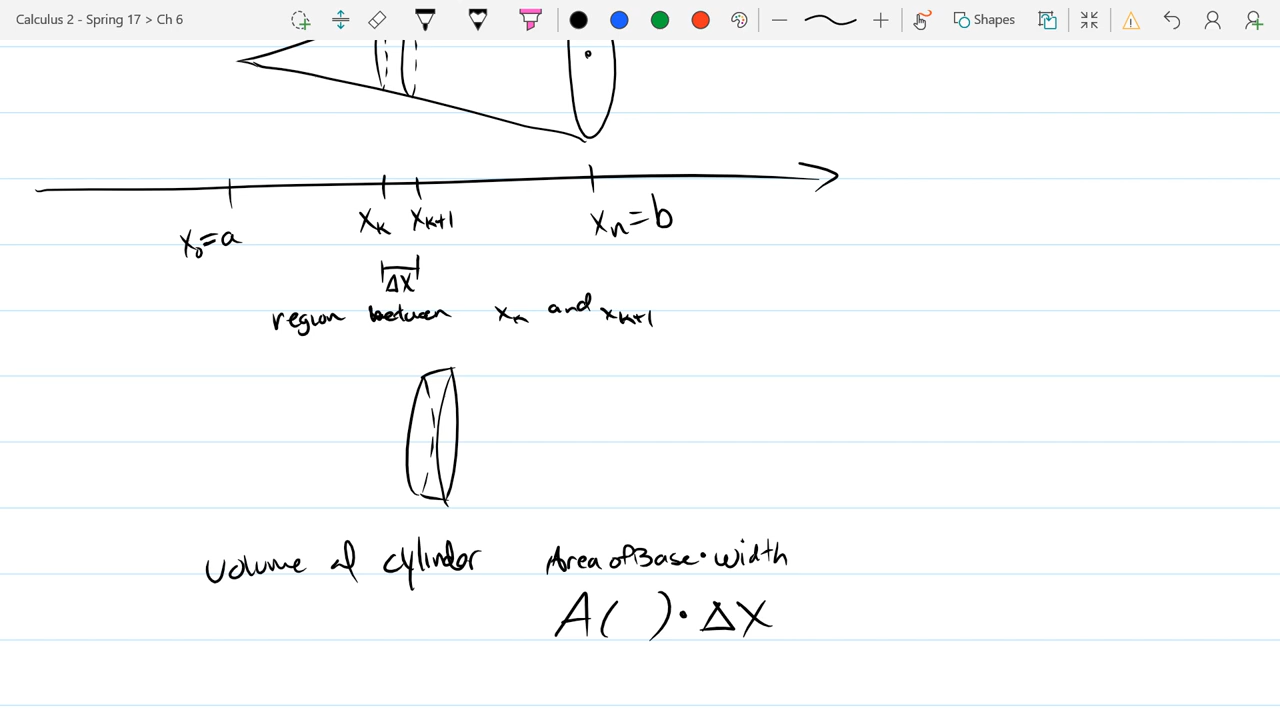 Calculus 2 - Spring 17 > Ch 6
Shapes
x₀=a xₖ xₖ₊₁ xₙ=b
Δx
region between xₖ and xₖ₊₁
volume of cylinder Area of Base · width
A( ) · Δx